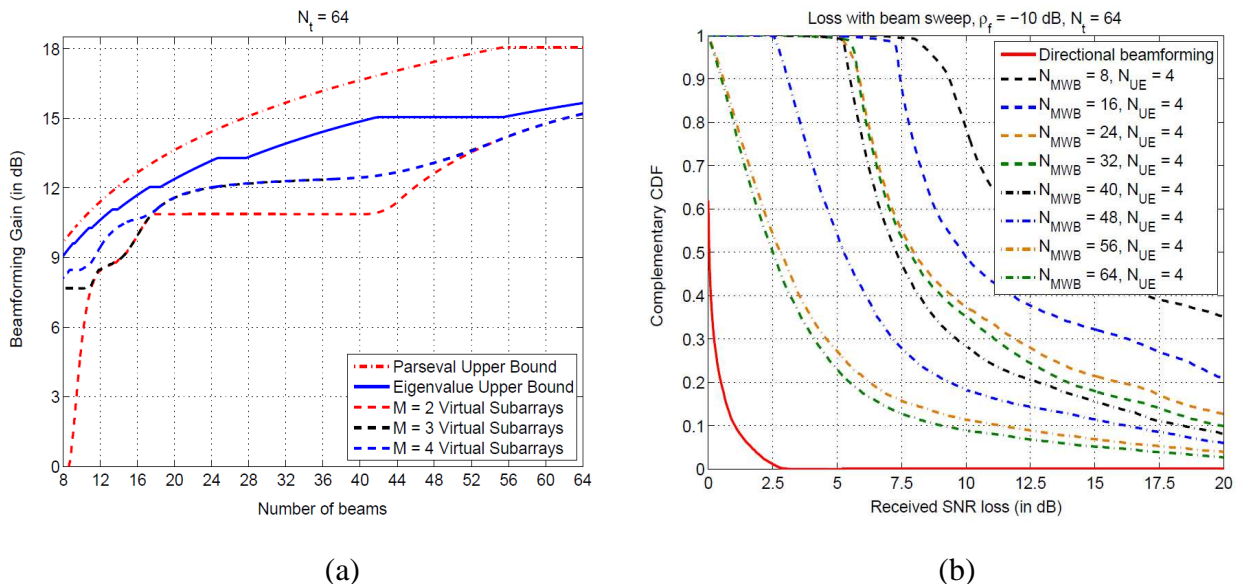 N_t = 64
Beamforming Gain (in dB)
18
15
12
9
6
3
0
8 12 16 20 24 28 32 36 40 44 48 52 56 60 64
Number of beams
Parseval Upper Bound
Eigenvalue Upper Bound
M = 2 Virtual Subarrays
M = 3 Virtual Subarrays
M = 4 Virtual Subarrays
(a)
Loss with beam sweep, ρ_f = −10 dB, N_t = 64
Complementary CDF
1
0.9
0.8
0.7
0.6
0.5
0.4
0.3
0.2
0.1
0
0 2.5 5 7.5 10 12.5 15 17.5 20
Received SNR loss (in dB)
Directional beamforming
N_MWB = 8, N_UE = 4
N_MWB = 16, N_UE = 4
N_MWB = 24, N_UE = 4
N_MWB = 32, N_UE = 4
N_MWB = 40, N_UE = 4
N_MWB = 48, N_UE = 4
N_MWB = 56, N_UE = 4
N_MWB = 64, N_UE = 4
(b)